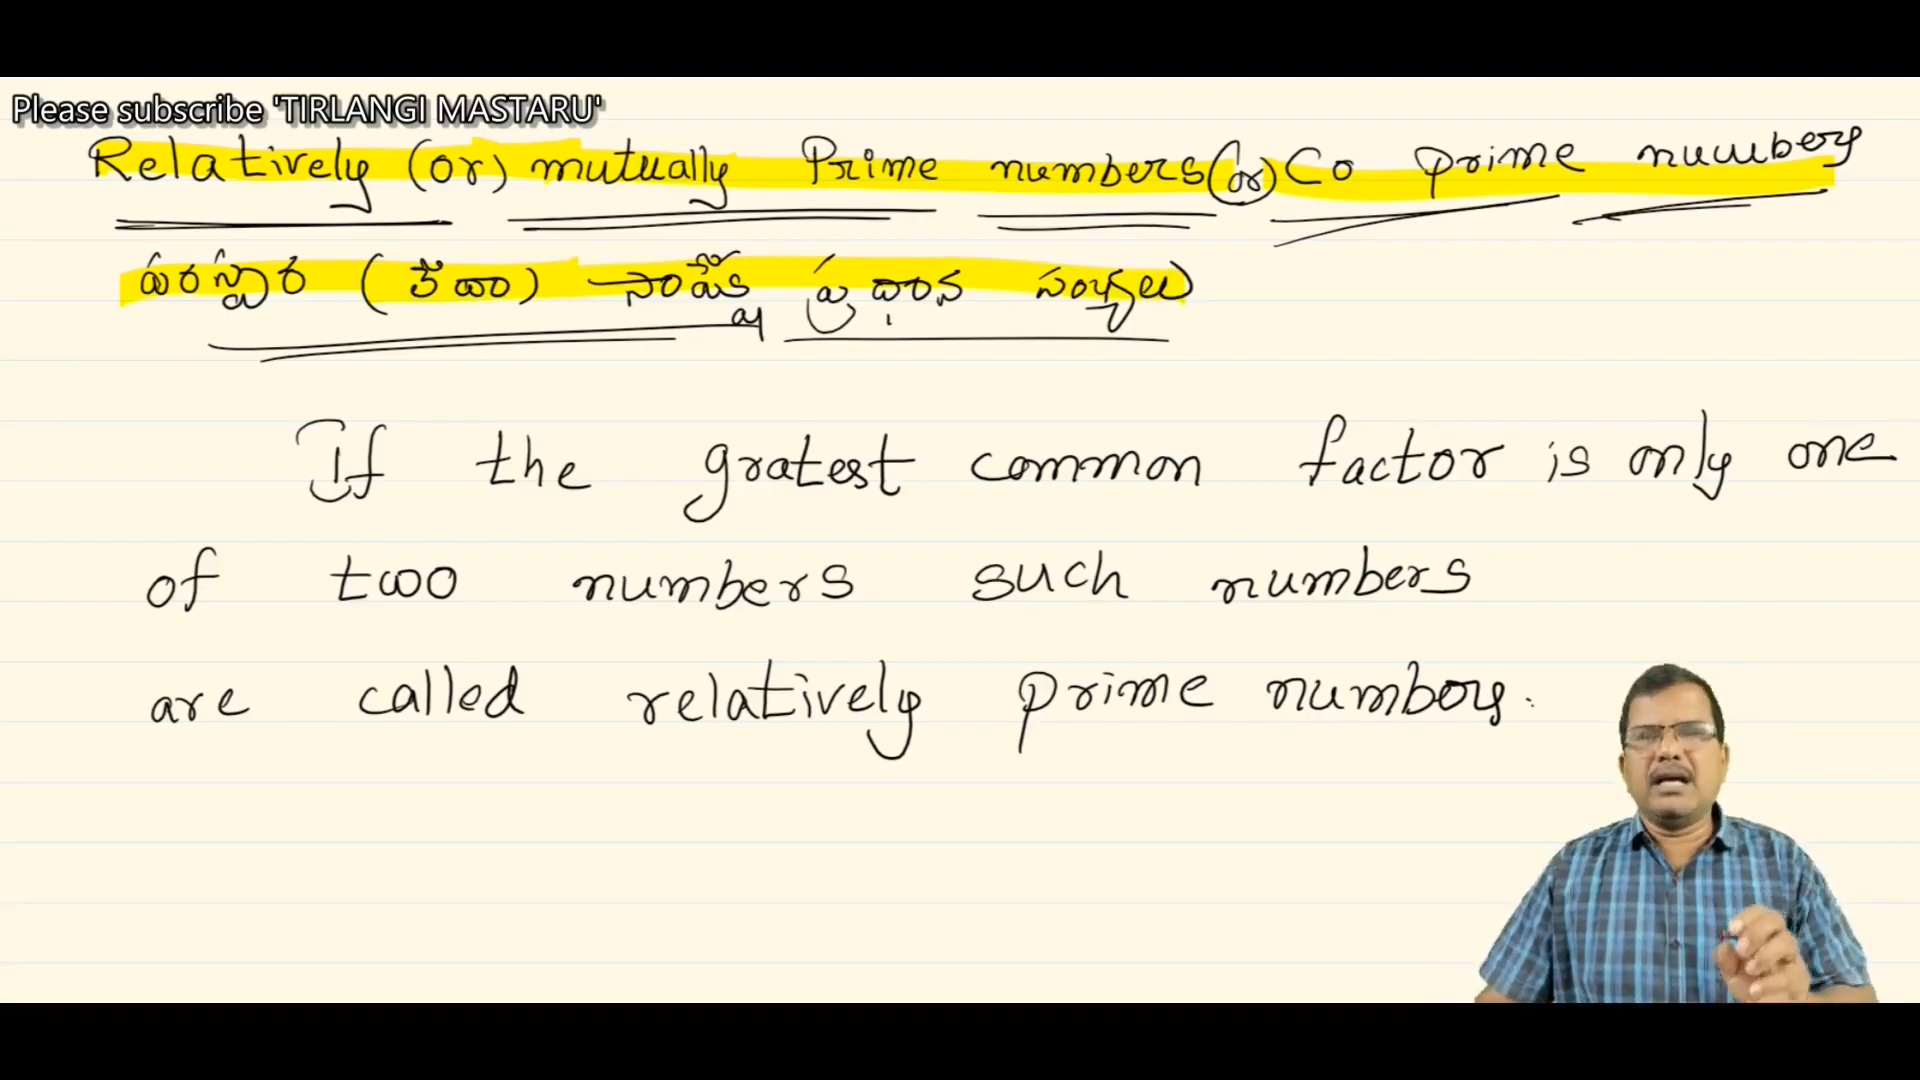 Please subscribe 'TIRLANGI MASTARU'
Relatively (or) mutually Prime numbers (or) Co prime numbers
పరస్పర (లేదా) సాపేక్ష ప్రధాన సంఖ్యలు
If the gratest common factor is only one
of two numbers such numbers
are called relatively prime numbers.